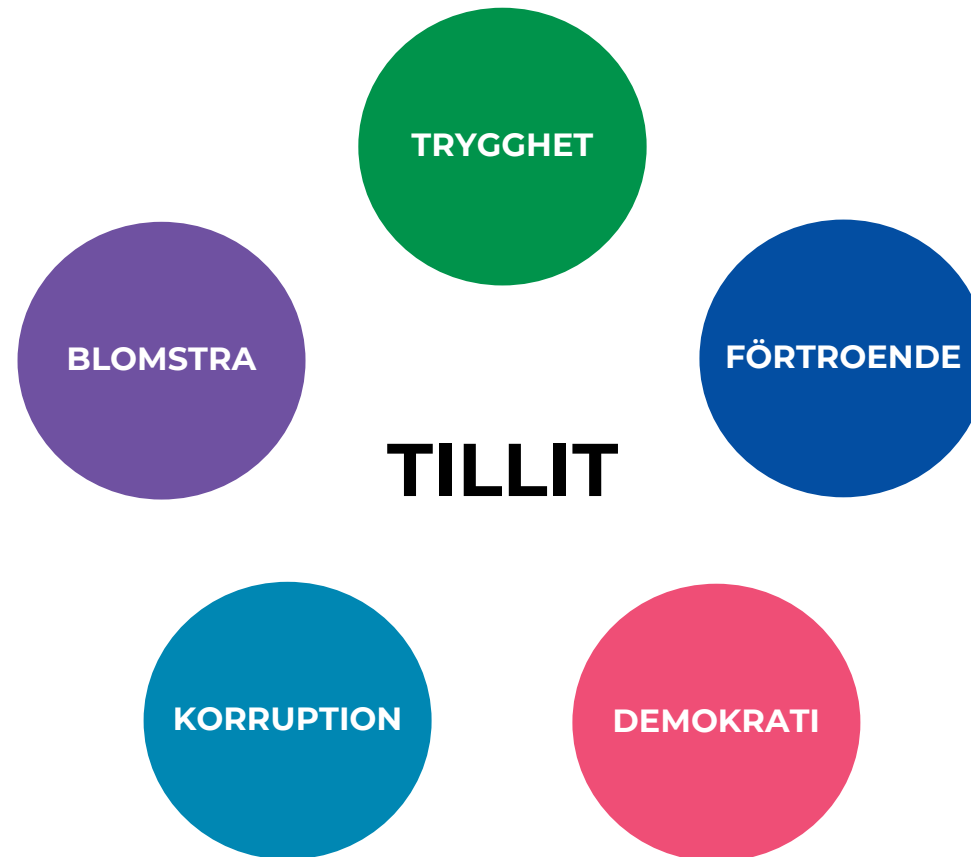 TRYGGHET
BLOMSTRA
FÖRTROENDE
TILLIT
KORRUPTION
DEMOKRATI